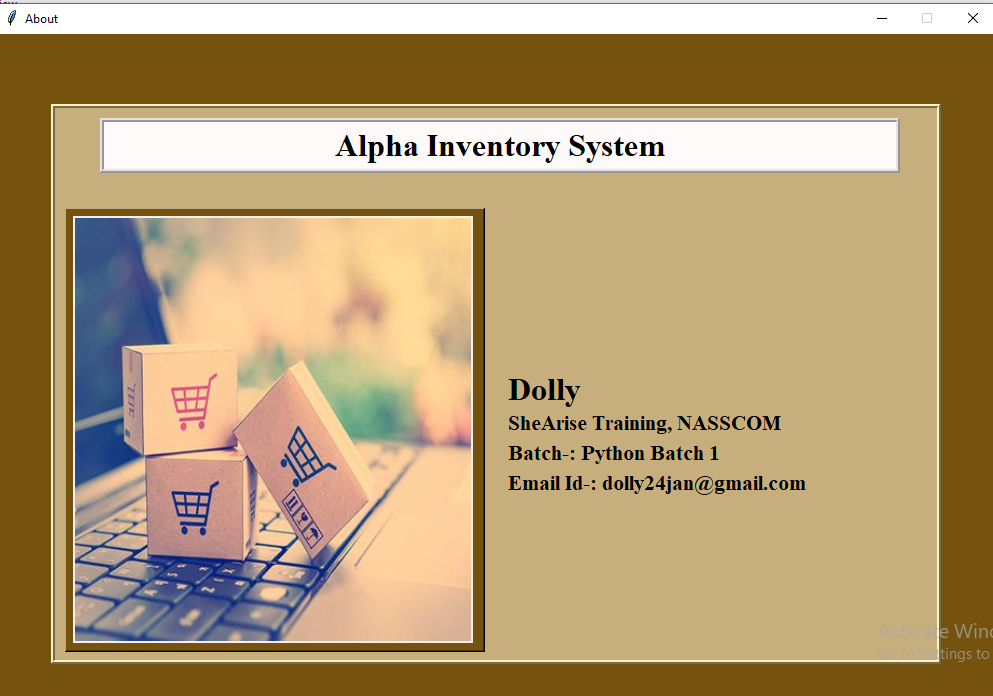 About
Alpha Inventory System
Dolly
SheArise Training, NASSCOM
Batch-: Python Batch 1
Email Id-: dolly24jan@gmail.com
Activate Wind
Go to Settings to